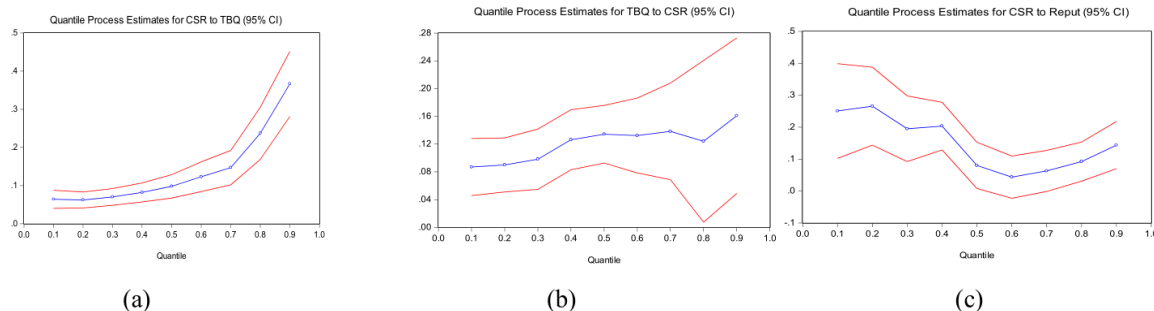 Quantile Process Estimates for CSR to TBQ (95% CI)
.5
.4
.3
.2
.1
.0
0.0 0.1 0.2 0.3 0.4 0.5 0.6 0.7 0.8 0.9 1.0
Quantile
(a)
Quantile Process Estimates for TBQ to CSR (95% CI)
.28
.24
.20
.16
.12
.08
.04
.00
0.0 0.1 0.2 0.3 0.4 0.5 0.6 0.7 0.8 0.9 1.0
Quantile
(b)
Quantile Process Estimates for CSR to Reput (95% CI)
.5
.4
.3
.2
.1
.0
-.1
0.0 0.1 0.2 0.3 0.4 0.5 0.6 0.7 0.8 0.9 1.0
Quantile
(c)